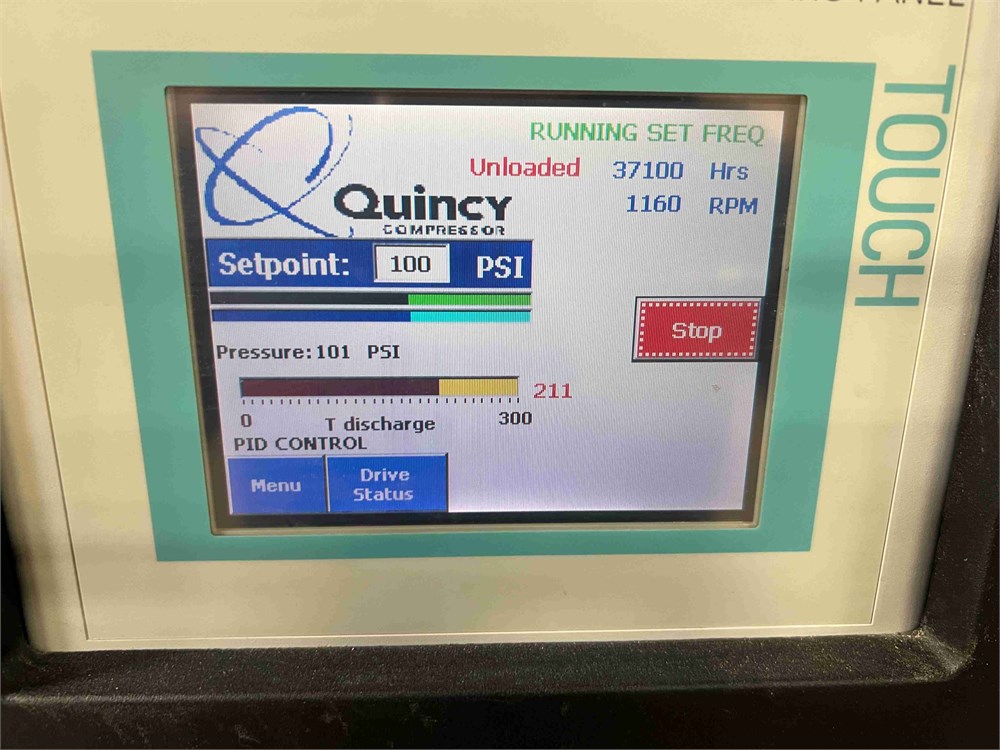 PANEL
TOUCH
RUNNING SET FREQ
Unloaded 37100 Hrs
1160 RPM
Quincy
COMPRESSOR
Setpoint: 100 PSI
Stop
Pressure: 101 PSI
211
0 T discharge 300
PID CONTROL
Menu
Drive
Status